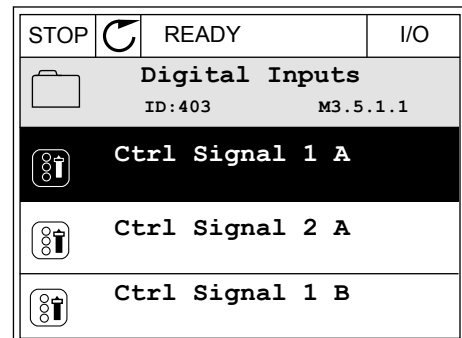 STOP READY I/O
Digital Inputs
ID:403 M3.5.1.1
Ctrl Signal 1 A
Ctrl Signal 2 A
Ctrl Signal 1 B